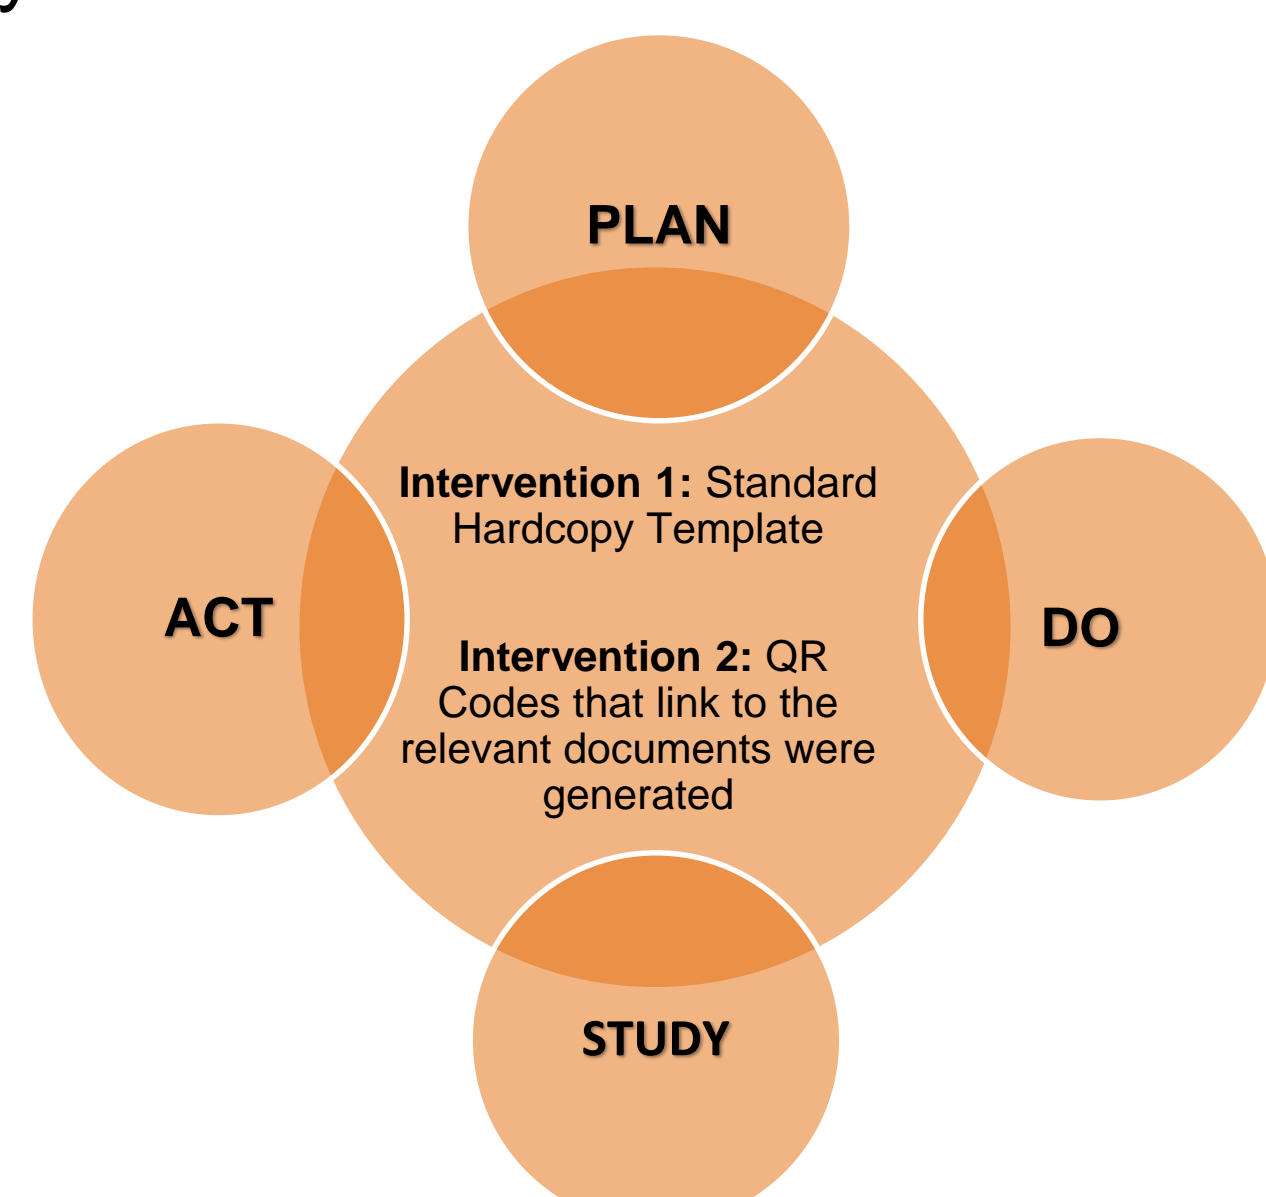 PLAN
Intervention 1: Standard
Hardcopy Template
ACT
DO
Intervention 2: QR
Codes that link to the
relevant documents were
generated
STUDY